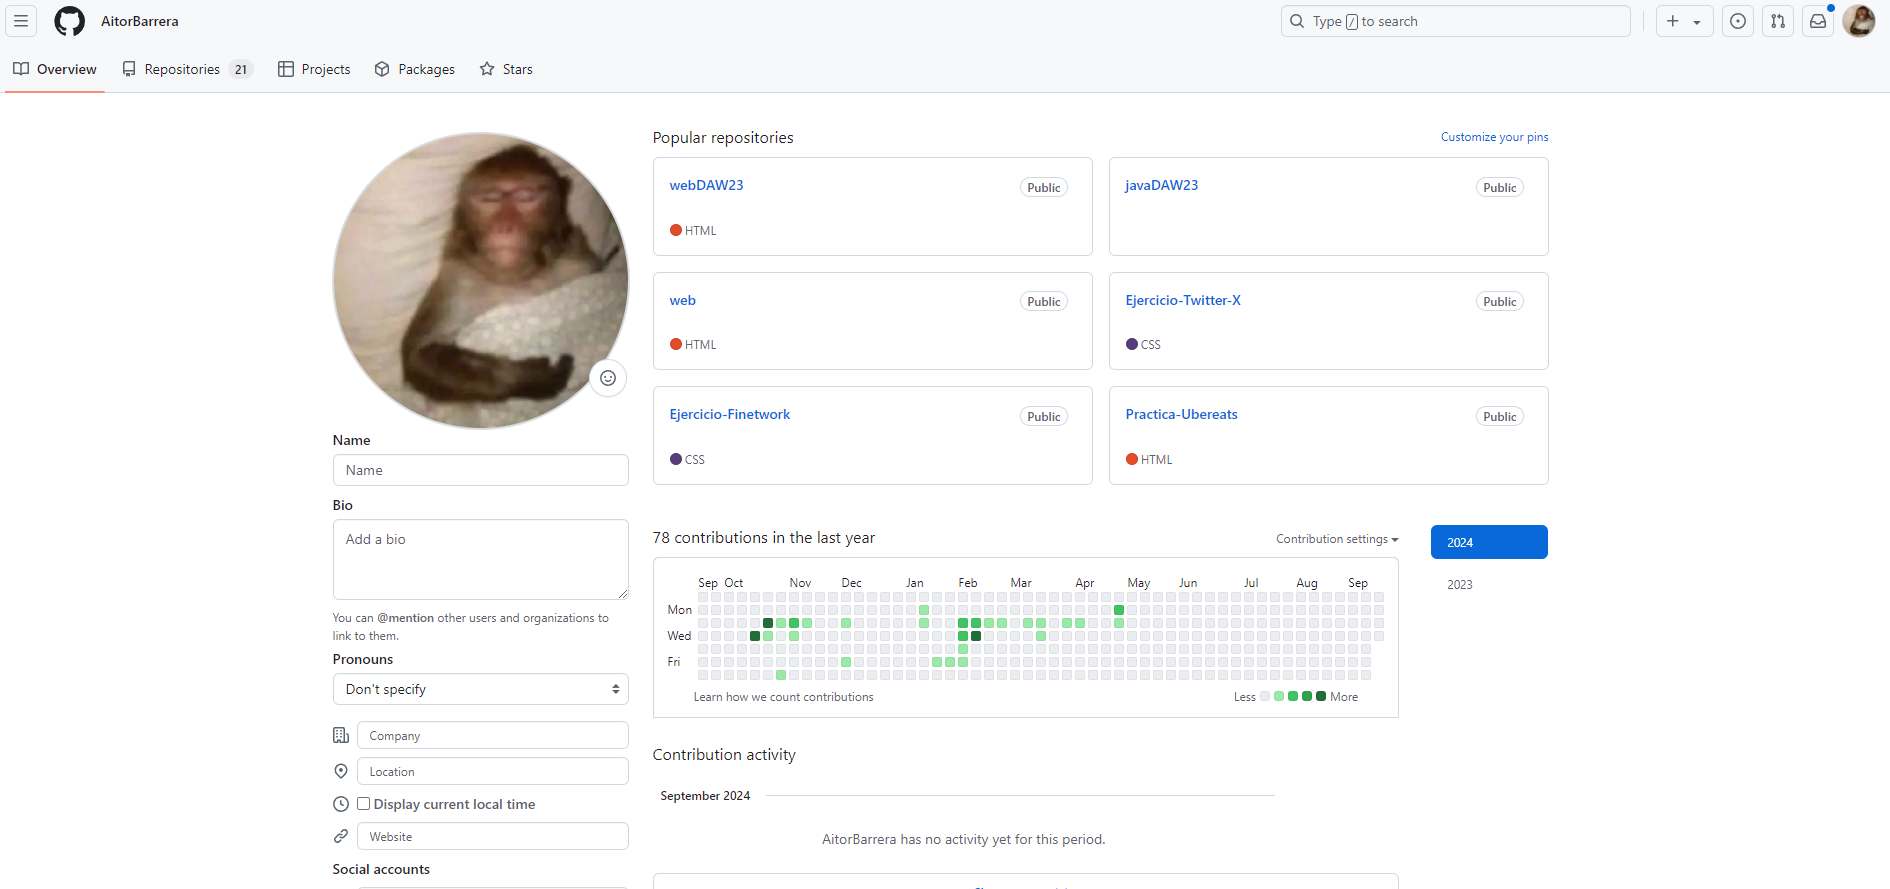 AitorBarrera
Type / to search
Overview
Repositories 21
Projects
Packages
Stars
Name
Name
Bio
Add a bio
You can @mention other users and organizations to
link to them.
Pronouns
Don't specify
Company
Location
Display current local time
Website
Social accounts
Popular repositories
Customize your pins
webDAW23
Public
HTML
javaDAW23
Public
web
Public
HTML
Ejercicio-Twitter-X
Public
CSS
Ejercicio-Finetwork
Public
CSS
Practica-Ubereats
Public
HTML
78 contributions in the last year
Contribution settings
2024
2023
Sep Oct Nov Dec Jan Feb Mar Apr May Jun Jul Aug Sep
Mon
Wed
Fri
Learn how we count contributions
Less More
Contribution activity
September 2024
AitorBarrera has no activity yet for this period.